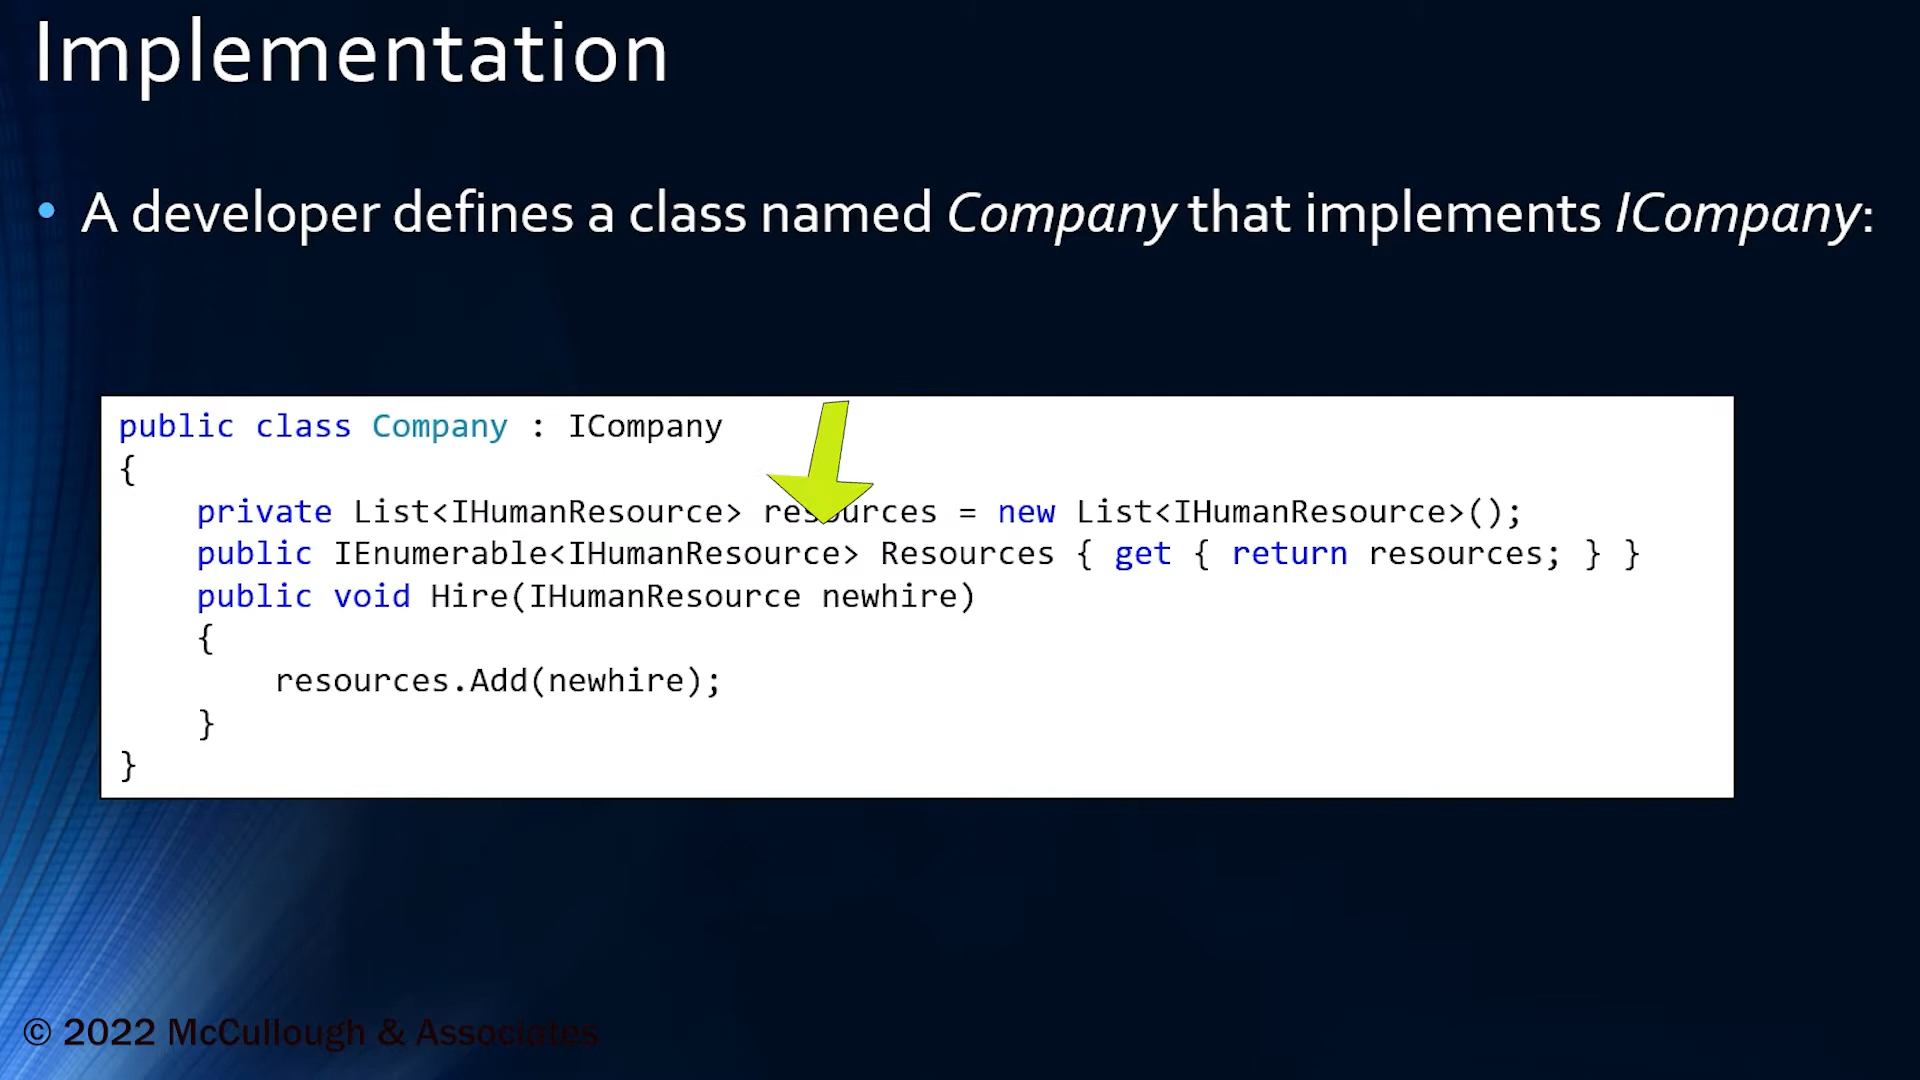 Implementation
• A developer defines a class named Company that implements ICompany:
public class Company : ICompany
{
    private List<IHumanResource> resources = new List<IHumanResource>();
    public IEnumerable<IHumanResource> Resources { get { return resources; } }
    public void Hire(IHumanResource newhire)
    {
        resources.Add(newhire);
    }
}
© 2022 McCullough & Associates